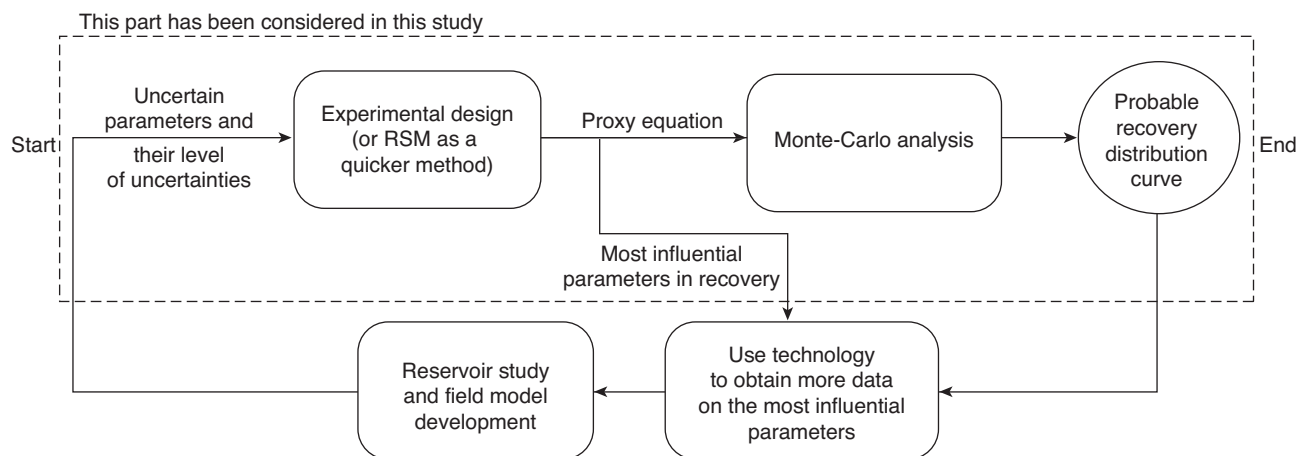 This part has been considered in this study
Start
Uncertain
parameters and
their level
of uncertainties
Experimental design
(or RSM as a
quicker method)
Proxy equation
Monte-Carlo analysis
Probable
recovery
distribution
curve
End
Most influential
parameters in recovery
Reservoir study
and field model
development
Use technology
to obtain more data
on the most influential
parameters